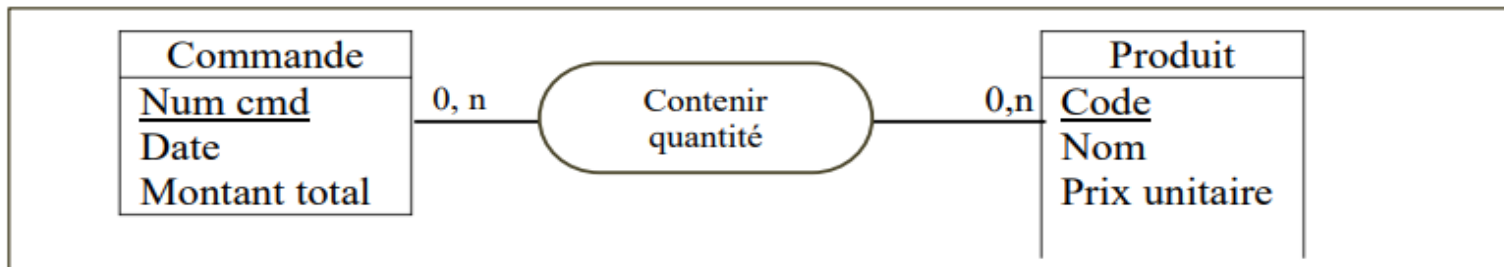 Commande
Num cmd
Date
Montant total
0, n
Contenir
quantité
0,n
Produit
Code
Nom
Prix unitaire